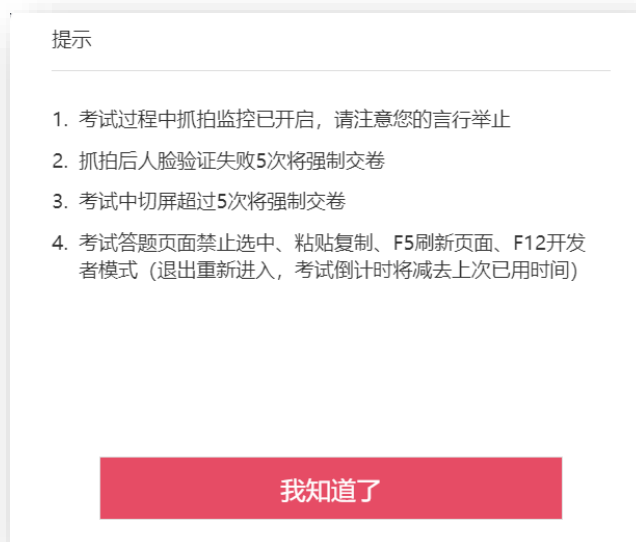 提示
1. 考试过程中抓拍监控已开启，请注意您的言行举止
2. 抓拍后人脸验证失败5次将强制交卷
3. 考试中切屏超过5次将强制交卷
4. 考试答题页面禁止选中、粘贴复制、F5刷新页面、F12开发
者模式（退出重新进入，考试倒计时将减去上次已用时间）
我知道了